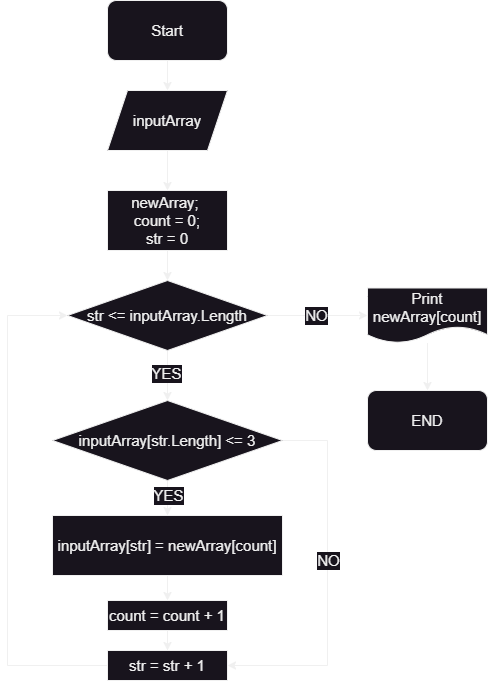 Start
inputArray
newArray;
count = 0;
str = 0
str <= inputArray.Length
NO
Print
newArray[count]
YES
END
inputArray[str.Length] <= 3
YES
inputArray[str] = newArray[count]
NO
count = count + 1
str = str + 1